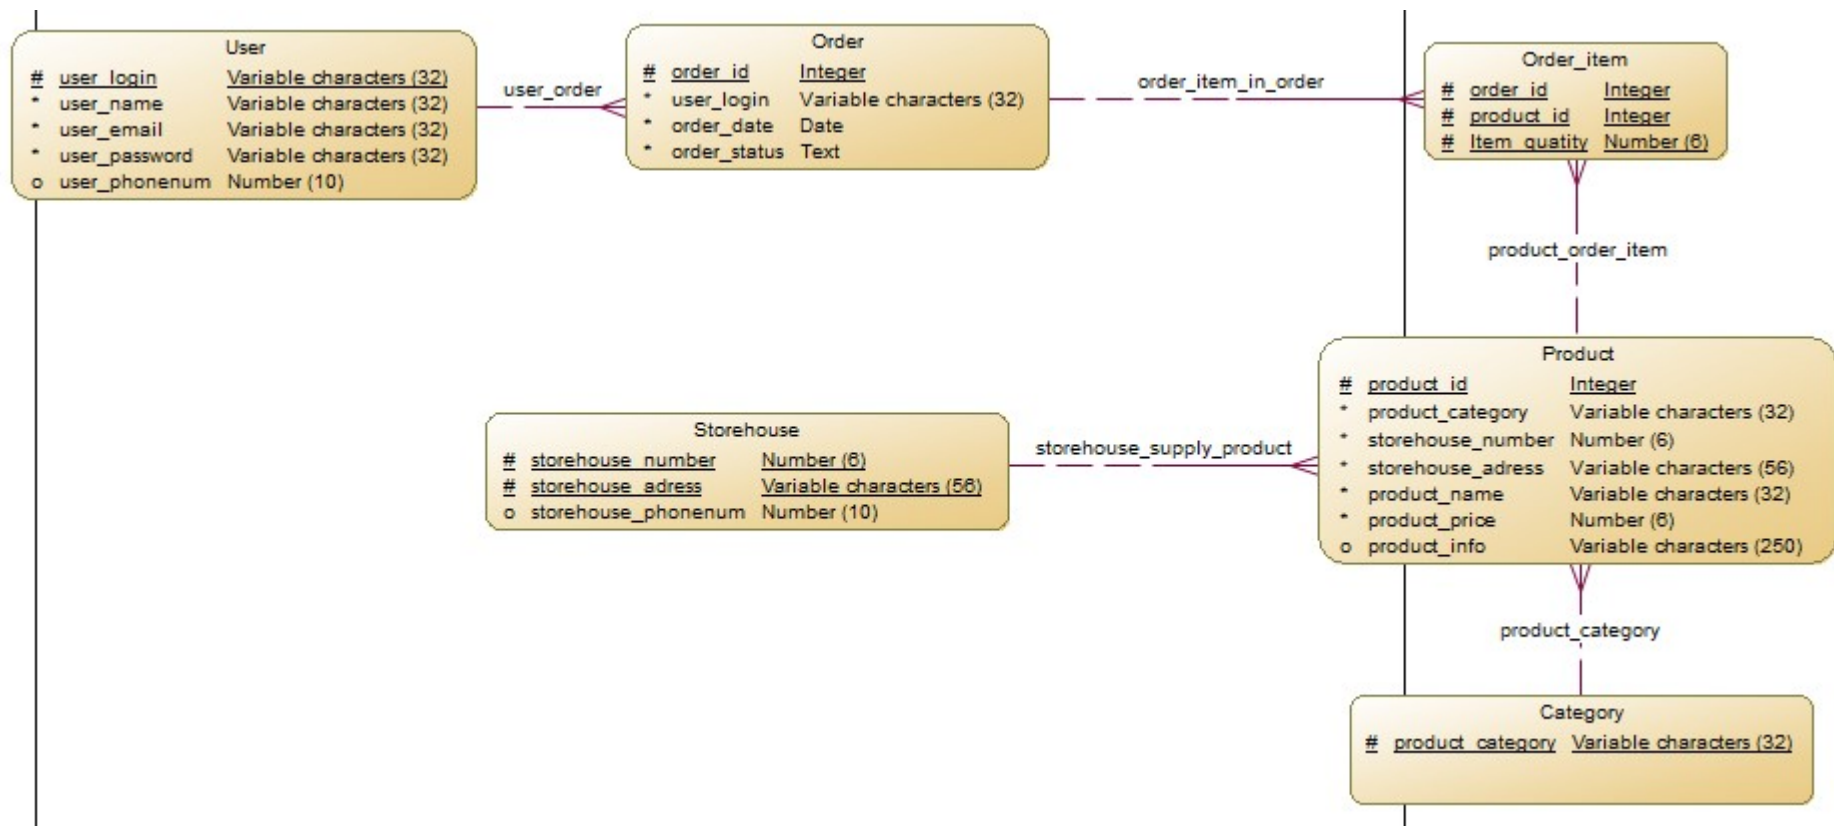 User
# user_login Variable characters (32)
* user_name Variable characters (32)
* user_email Variable characters (32)
* user_password Variable characters (32)
o user_phonenum Number (10)
user_order
Order
# order_id Integer
* user_login Variable characters (32)
* order_date Date
* order_status Text
order_item_in_order
Order_item
# order_id Integer
# product_id Integer
# Item_quatity Number (6)
product_order_item
Storehouse
# storehouse_number Number (6)
# storehouse_adress Variable characters (56)
o storehouse_phonenum Number (10)
storehouse_supply_product
Product
# product_id Integer
* product_category Variable characters (32)
* storehouse_number Number (6)
* storehouse_adress Variable characters (56)
* product_name Variable characters (32)
* product_price Number (6)
o product_info Variable characters (250)
product_category
Category
# product_category Variable characters (32)